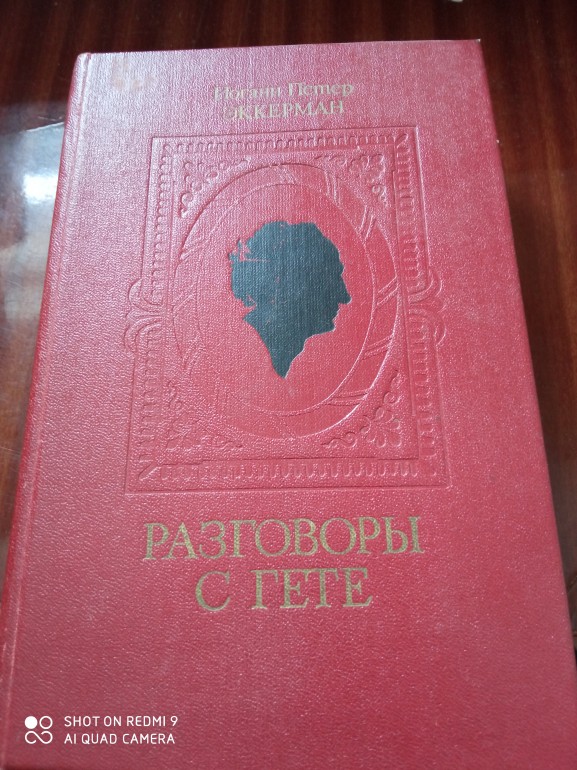 Иоганн Петер
ЭККЕРМАН
РАЗГОВОРЫ
С ГЕТЕ
SHOT ON REDMI 9
AI QUAD CAMERA